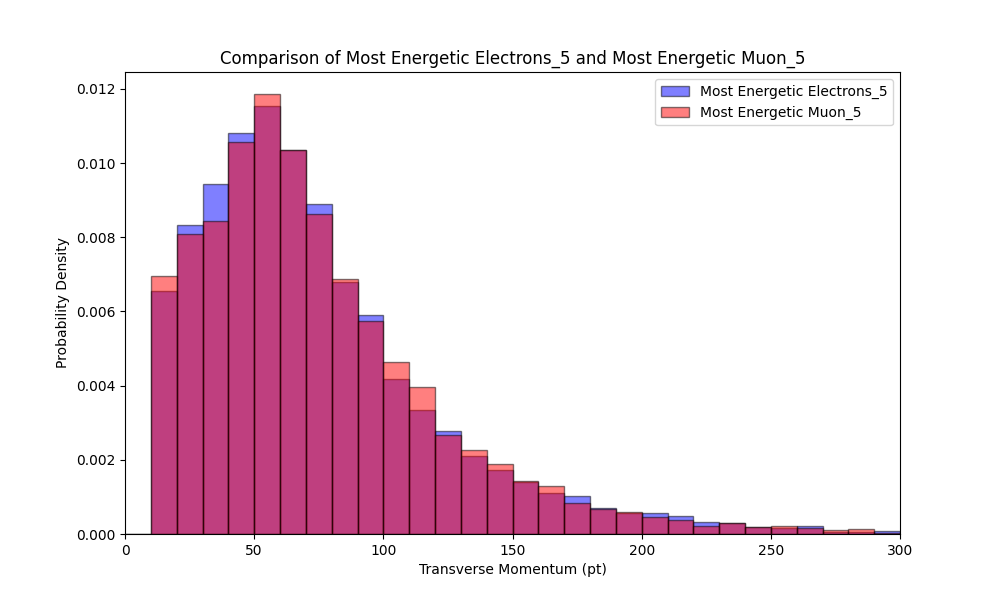 Comparison of Most Energetic Electrons_5 and Most Energetic Muon_5
Most Energetic Electrons_5
Most Energetic Muon_5
Probability Density
0.012
0.010
0.008
0.006
0.004
0.002
0.000
0 50 100 150 200 250 300
Transverse Momentum (pt)